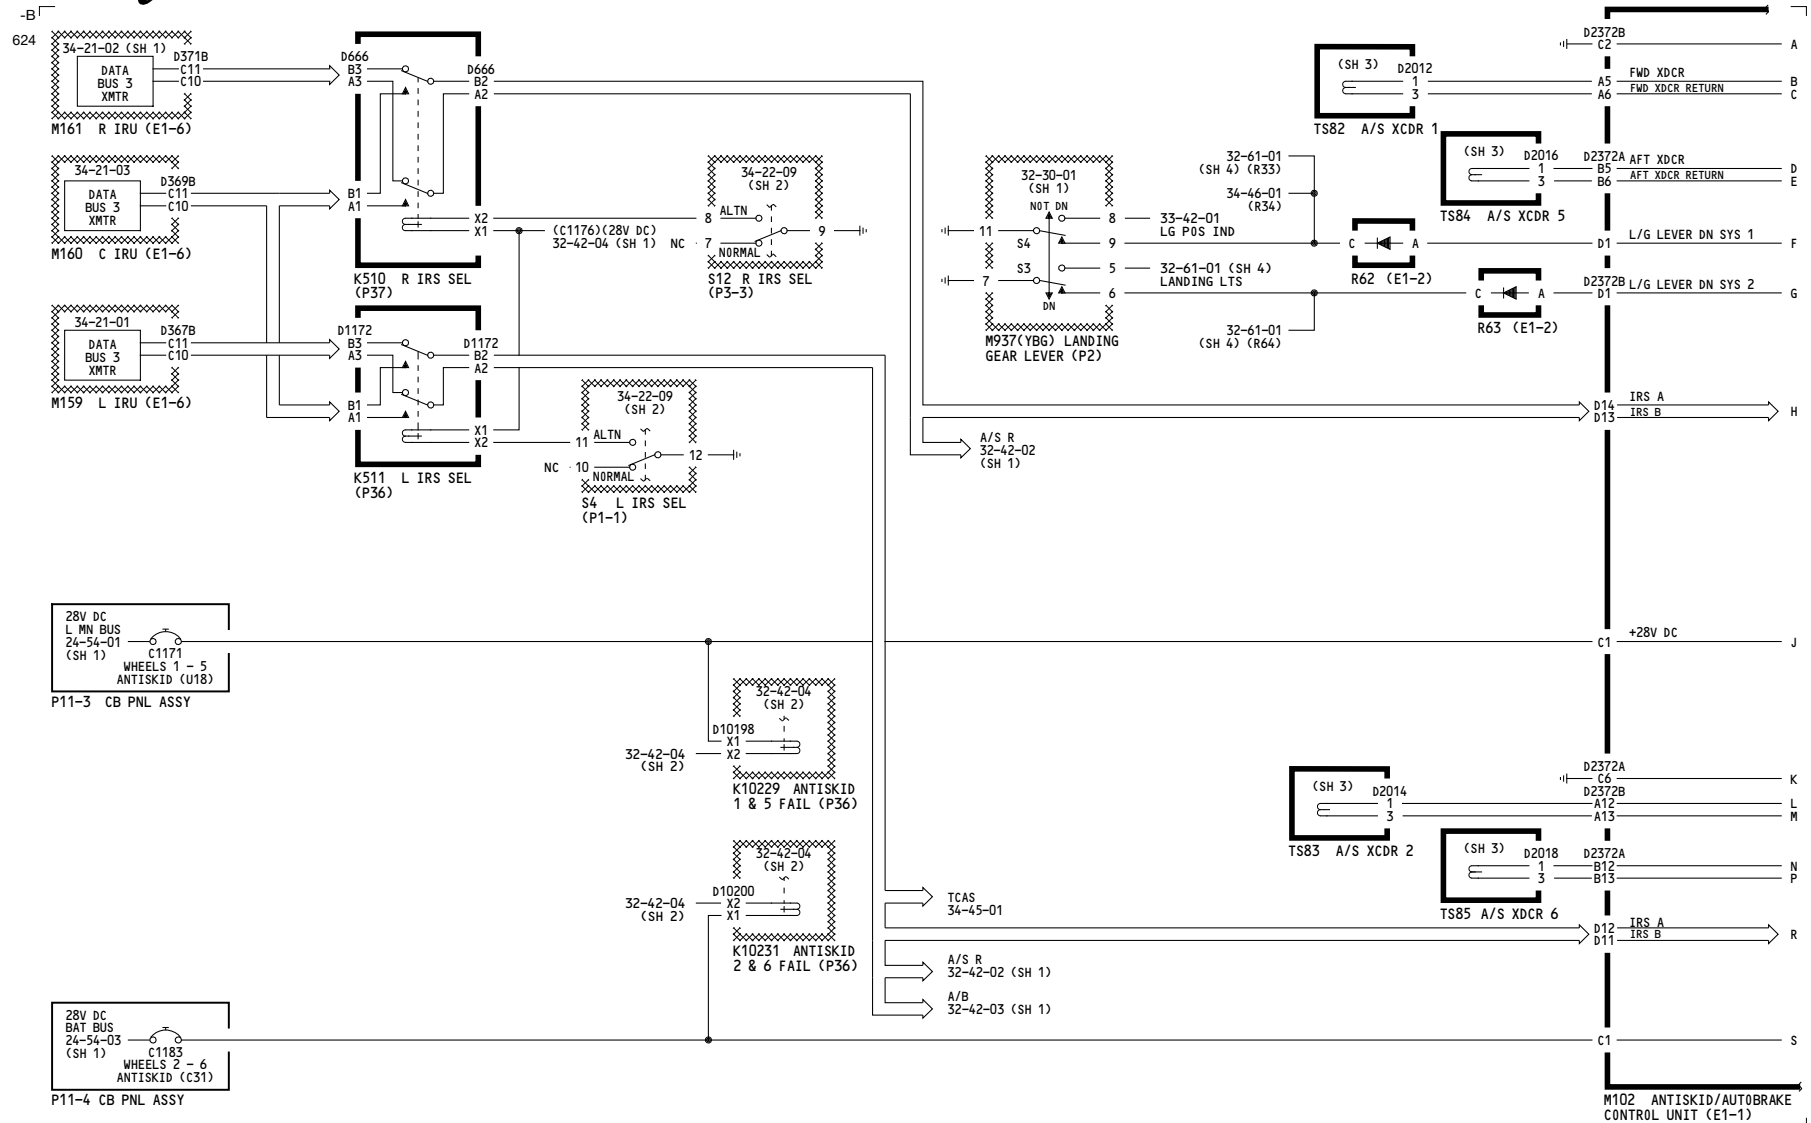 -B
624
34-21-02 (SH 1)
D371B
DATA
BUS 3
XMTR
C11
C10
M161 R IRU (E1-6)
34-21-03
D369B
DATA
BUS 3
XMTR
C11
C10
M160 C IRU (E1-6)
34-21-01
D367B
DATA
BUS 3
XMTR
C11
C10
M159 L IRU (E1-6)
D666
B3
A3
B1
A1
D666
B2
A2
X2
X1
K510 R IRS SEL
(P37)
D1172
B3
A3
B1
A1
D1172
B2
A2
X1
X2
K511 L IRS SEL
(P36)
(C1176)(28V DC)
32-42-04 (SH 1)
NC
34-22-09
(SH 2)
8
ALTN
7
NORMAL
9
S12 R IRS SEL
(P3-3)
34-22-09
(SH 2)
11
ALTN
NC
10
NORMAL
12
S4 L IRS SEL
(P1-1)
32-30-01
(SH 1)
NOT DN
11
S4
8
9
S3
7
5
6
DN
M937(YBG) LANDING
GEAR LEVER (P2)
33-42-01
LG POS IND
32-61-01 (SH 4)
LANDING LTS
32-61-01
(SH 4) (R33)
34-46-01
(R34)
32-61-01
(SH 4) (R64)
C
A
R62 (E1-2)
C
A
R63 (E1-2)
(SH 3)
D2012
1
3
TS82 A/S XCDR 1
(SH 3)
D2016
1
3
TS84 A/S XCDR 5
D2372B
C2
A
A5
FWD XDCR
B
A6
FWD XDCR RETURN
C
D2372A
B5
AFT XDCR
D
B6
AFT XDCR RETURN
E
D1
L/G LEVER DN SYS 1
F
D2372B
D1
L/G LEVER DN SYS 2
G
D14
IRS A
D13
IRS B
H
A/S R
32-42-02
(SH 1)
28V DC
L MN BUS
24-54-01
(SH 1)
C1171
WHEELS 1 - 5
ANTISKID (U18)
P11-3 CB PNL ASSY
C1
+28V DC
J
32-42-04
(SH 2)
D10198
X1
X2
32-42-04
(SH 2)
K10229 ANTISKID
1 & 5 FAIL (P36)
32-42-04
(SH 2)
D10200
X2
X1
32-42-04
(SH 2)
K10231 ANTISKID
2 & 6 FAIL (P36)
D2372A
C6
K
(SH 3)
D2014
1
3
TS83 A/S XCDR 2
D2372B
A12
L
A13
M
(SH 3)
D2018
1
3
TS85 A/S XDCR 6
D2372A
B12
N
B13
P
TCAS
34-45-01
D12
IRS A
D11
IRS B
R
A/S R
32-42-02 (SH 1)
A/B
32-42-03 (SH 1)
28V DC
BAT BUS
24-54-03
(SH 1)
C1183
WHEELS 2 - 6
ANTISKID (C31)
P11-4 CB PNL ASSY
C1
S
M102 ANTISKID/AUTOBRAKE
CONTROL UNIT (E1-1)